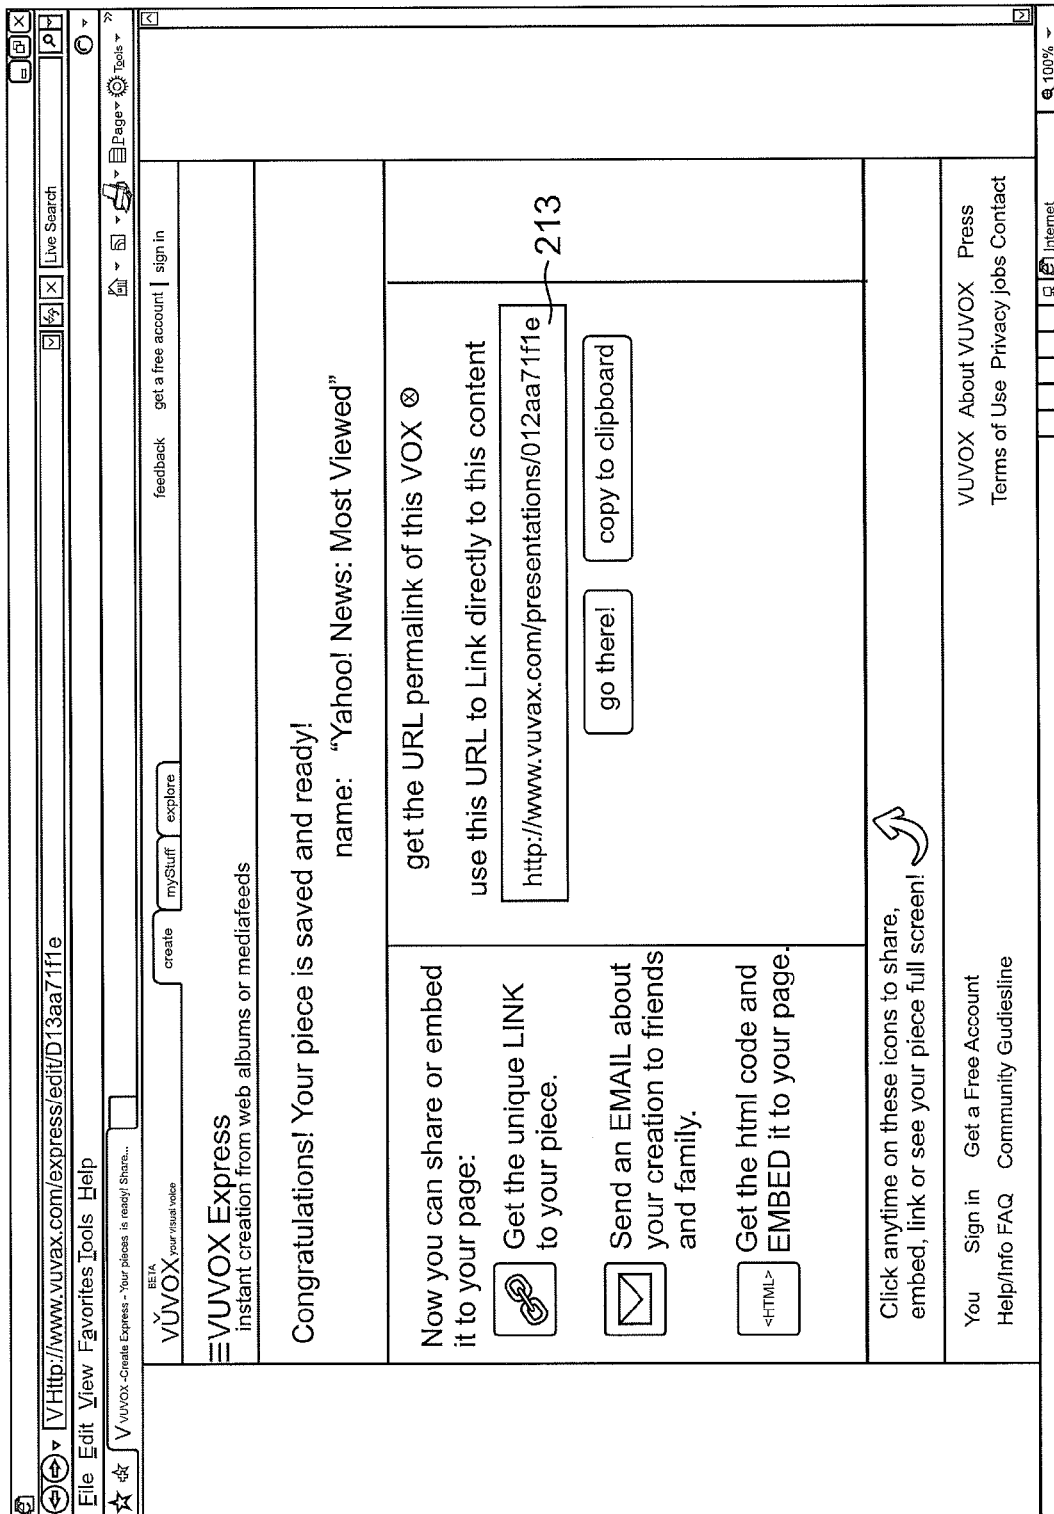 VHttp://www.vuvax.com/express/edit/D13aa71f1e
Live Search
File Edit View Favorites Tools Help
V VUVOX -Create Express - Your pieces is ready! Share...
Page Tools
BETA
VUVOX your visual voice
create
myStuff
explore
feedback
get a free account | sign in
VUVOX Express
instant creation from web albums or mediafeeds
Congratulations! Your piece is saved and ready!
name: “Yahoo! News: Most Viewed”
Now you can share or embed
it to your page:
Get the unique LINK
to your piece.
Send an EMAIL about
your creation to friends
and family.
<HTML>
Get the html code and
EMBED it to your page.
get the URL permalink of this VOX
use this URL to Link directly to this content
http://www.vuvax.com/presentations/012aa71f1e
213
go there!
copy to clipboard
Click anytime on these icons to share,
embed, link or see your piece full screen!
You Sign in Get a Free Account
Help/Info FAQ Community Gudiesline
VUVOX About VUVOX Press
Terms of Use Privacy jobs Contact
Internet
100%